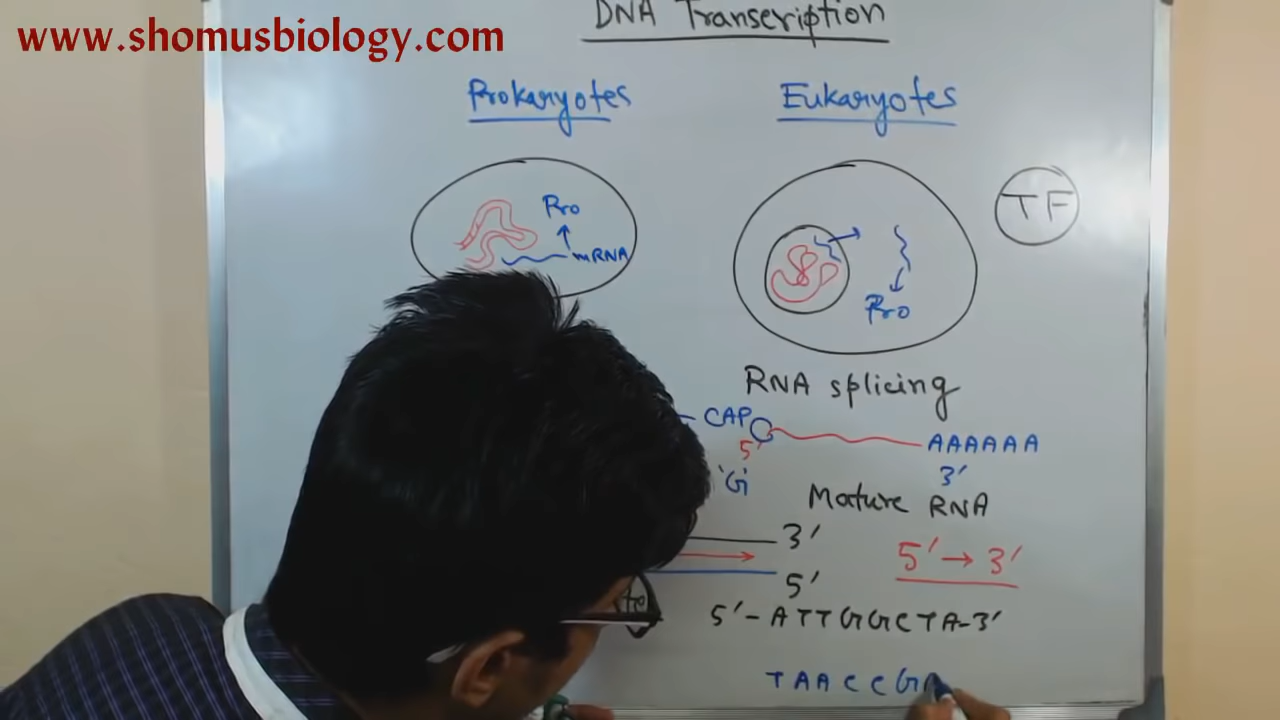 www.shomusbiology.com
DNA Transcription
Prokaryotes
Eukaryotes
Pro
mRNA
TF
Pro
RNA splicing
CAP
AAAAAA
5'
3'
G
Mature RNA
3'
5' → 3'
5'
5'-ATTGGCTA-3'
TAACCG